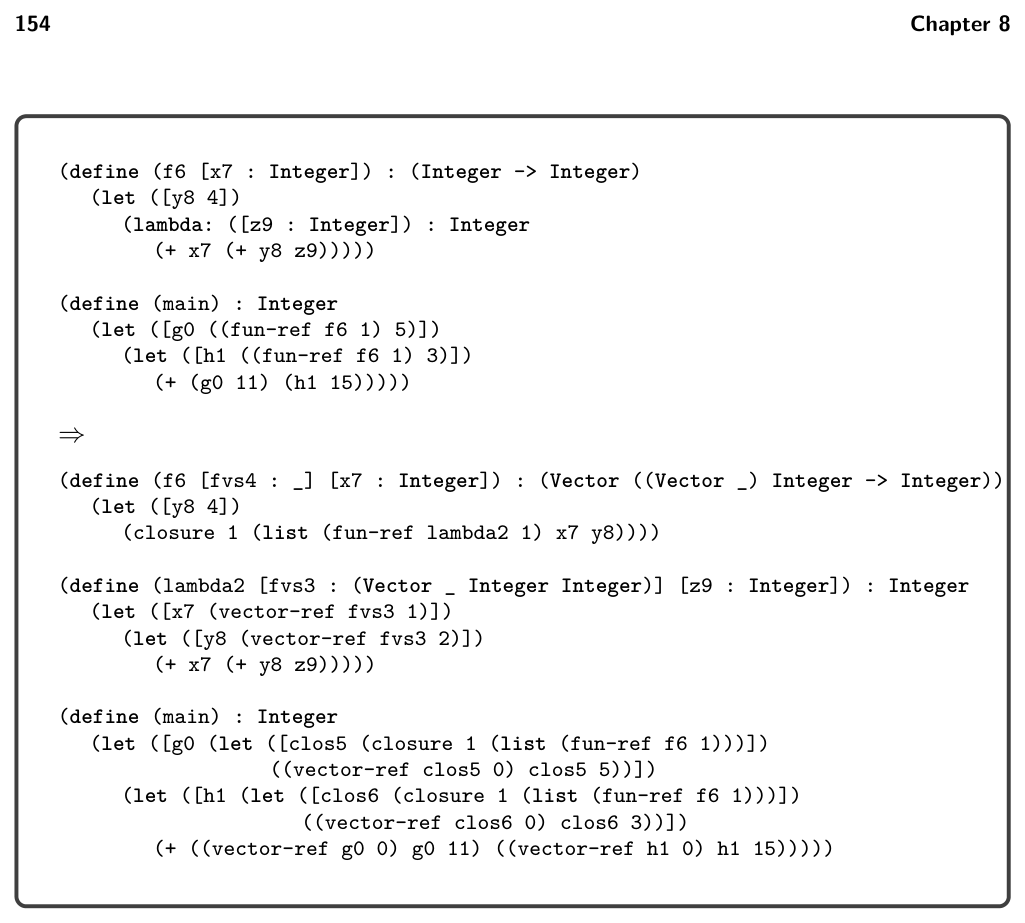 154 Chapter 8
(define (f6 [x7 : Integer]) : (Integer -> Integer)
(let ([y8 4])
(lambda: ([z9 : Integer]) : Integer
(+ x7 (+ y8 z9)))))
(define (main) : Integer
(let ([g0 ((fun-ref f6 1) 5)])
(let ([h1 ((fun-ref f6 1) 3)])
(+ (g0 11) (h1 15)))))
⇒
(define (f6 [fvs4 : _] [x7 : Integer]) : (Vector ((Vector _) Integer -> Integer))
(let ([y8 4])
(closure 1 (list (fun-ref lambda2 1) x7 y8))))
(define (lambda2 [fvs3 : (Vector _ Integer Integer)] [z9 : Integer]) : Integer
(let ([x7 (vector-ref fvs3 1)])
(let ([y8 (vector-ref fvs3 2)])
(+ x7 (+ y8 z9)))))
(define (main) : Integer
(let ([g0 (let ([clos5 (closure 1 (list (fun-ref f6 1)))])
((vector-ref clos5 0) clos5 5))])
(let ([h1 (let ([clos6 (closure 1 (list (fun-ref f6 1)))])
((vector-ref clos6 0) clos6 3))])
(+ ((vector-ref g0 0) g0 11) ((vector-ref h1 0) h1 15)))))